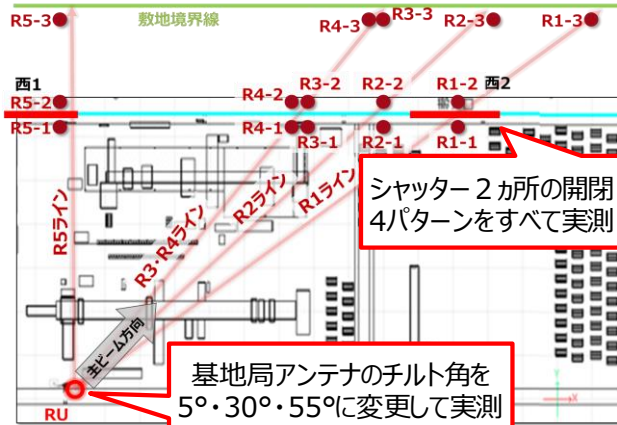 敷地境界線
R5-3
R4-3
R3-3
R2-3
R1-3
西1
R5-2
R4-2
R3-2
R2-2
R1-2
西2
R5-1
R4-1
R3-1
R2-1
R1-1
シャッター2ヵ所の開閉
4パターンをすべて実測
R5ライン
R3・R4ライン
R2ライン
R1ライン
主ビーム方向
RU
基地局アンテナのチルト角を
5°・30°・55°に変更して実測
Y
X